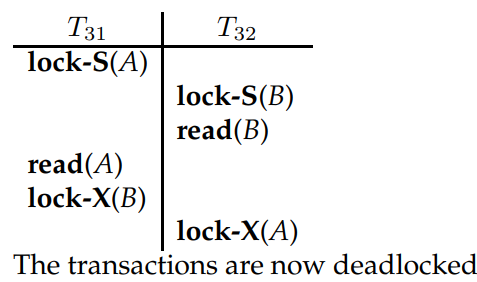 T31 T32
lock-S(A)
lock-S(B)
read(B)
read(A)
lock-X(B)
lock-X(A)
The transactions are now deadlocked